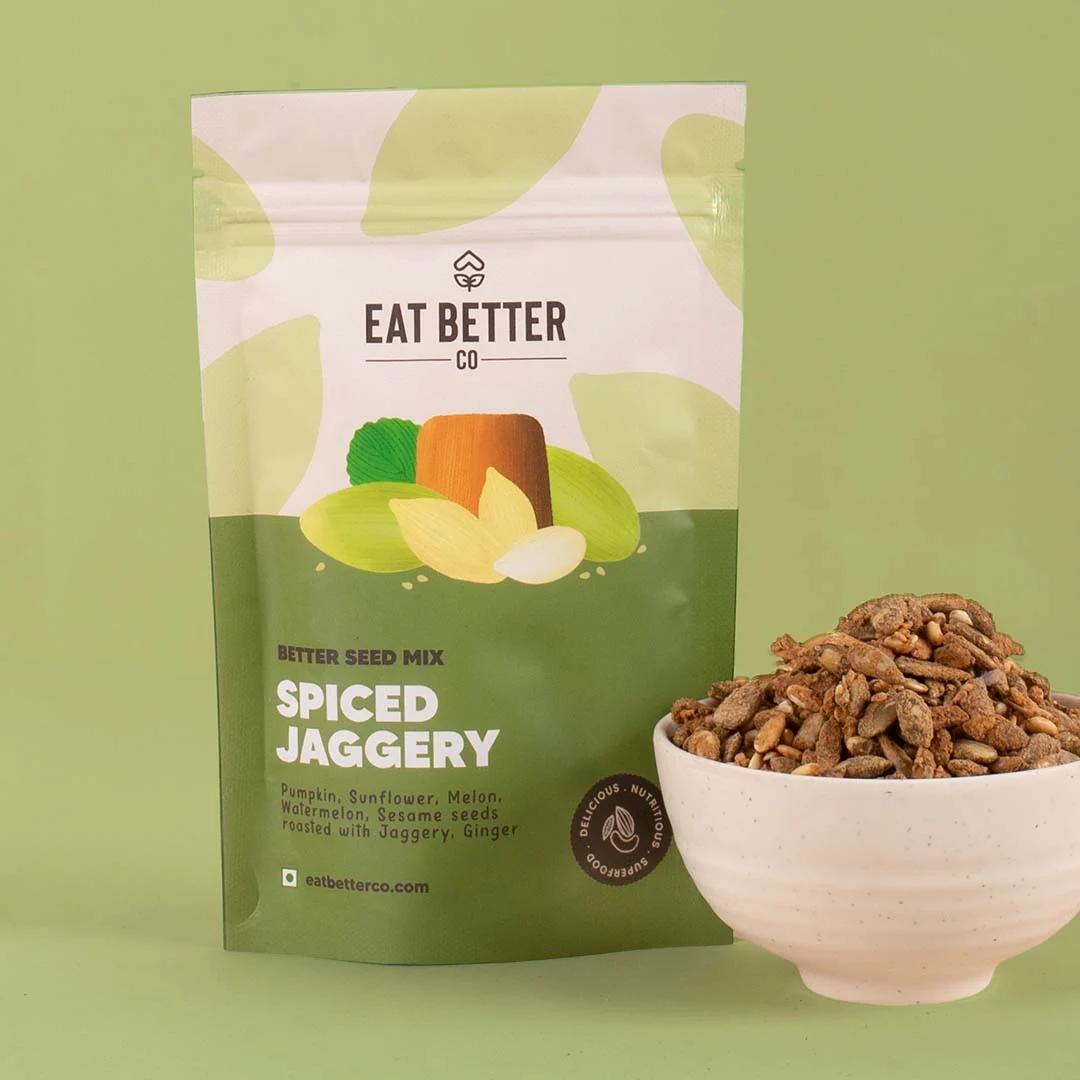 EAT BETTER
CO
BETTER SEED MIX
SPICED
JAGGERY
Pumpkin, Sunflower, Melon,
Watermelon, Sesame seeds
roasted with Jaggery, Ginger
DELICIOUS . NUTRITIOUS . SUPERFOOD .
eatbetterco.com